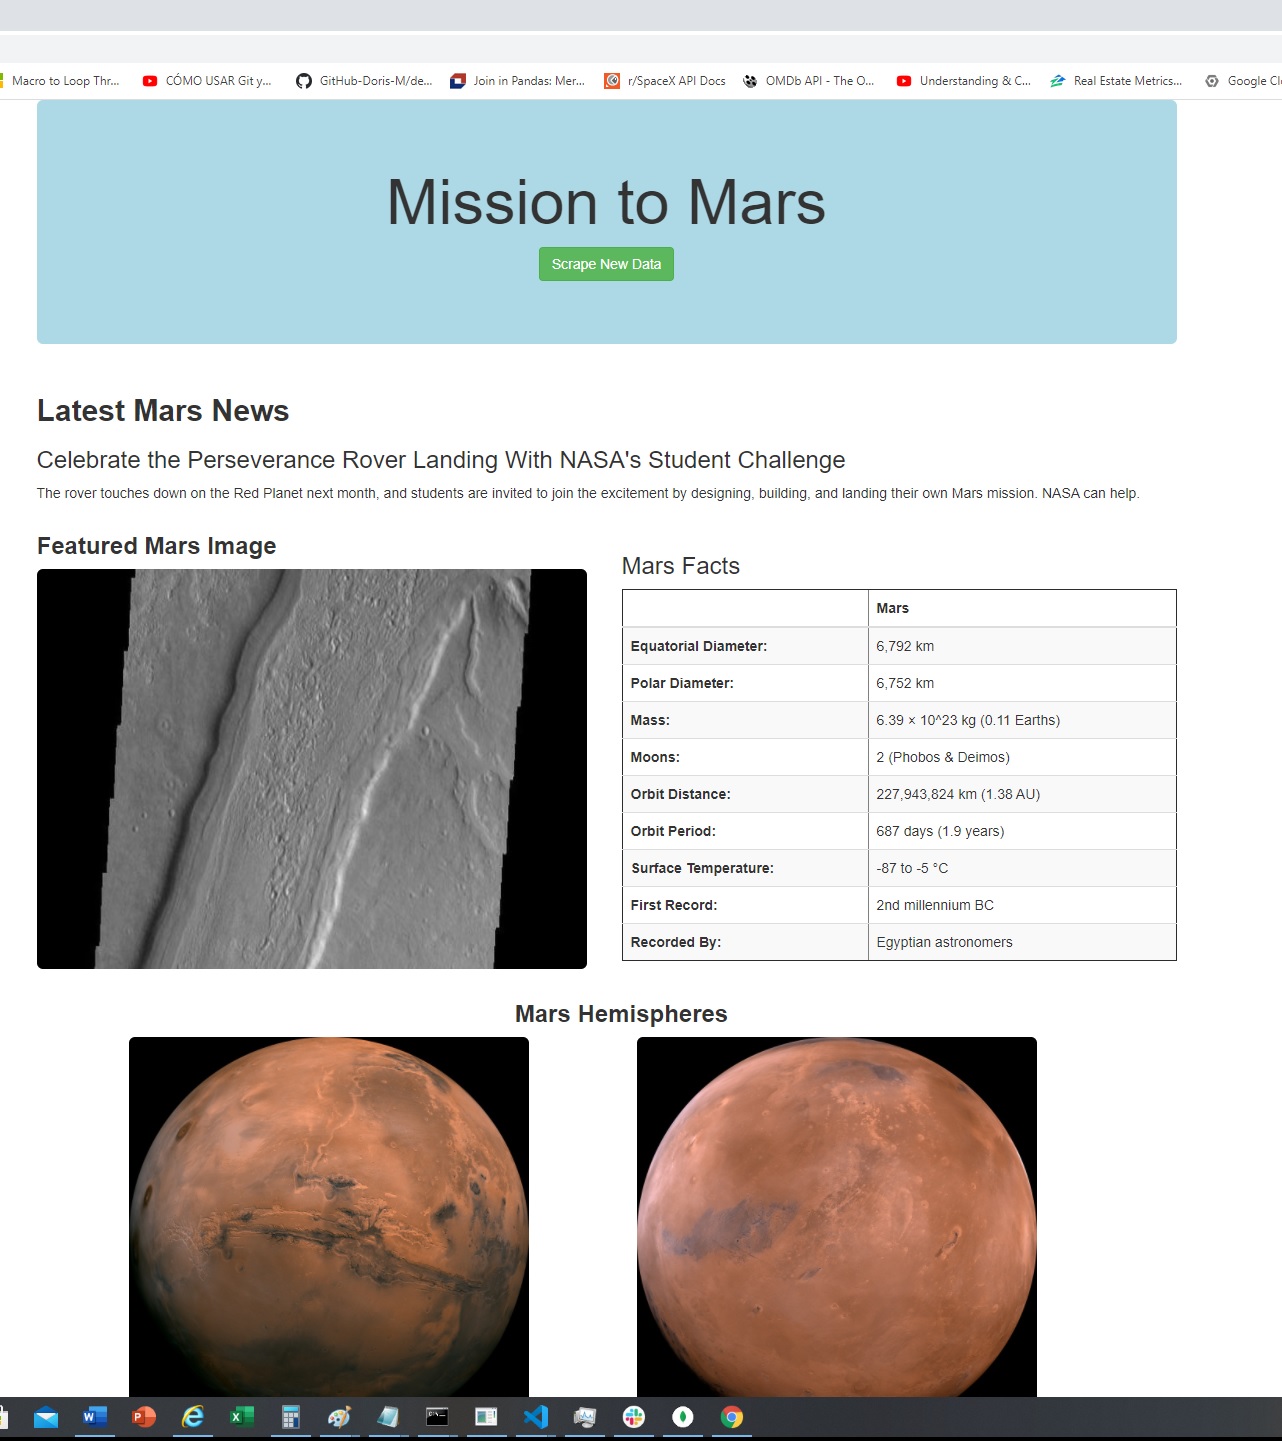 Macro to Loop Thr... CÓMO USAR Git y... GitHub-Doris-M/de... Join in Pandas: Mer... r/SpaceX API Docs OMDb API - The O... Understanding & C... Real Estate Metrics... Google Clo
Mission to Mars
Scrape New Data
Latest Mars News
Celebrate the Perseverance Rover Landing With NASA's Student Challenge
The rover touches down on the Red Planet next month, and students are invited to join the excitement by designing, building, and landing their own Mars mission. NASA can help.
Featured Mars Image
Mars Facts
Mars
Equatorial Diameter: 6,792 km
Polar Diameter: 6,752 km
Mass: 6.39 × 10^23 kg (0.11 Earths)
Moons: 2 (Phobos & Deimos)
Orbit Distance: 227,943,824 km (1.38 AU)
Orbit Period: 687 days (1.9 years)
Surface Temperature: -87 to -5 °C
First Record: 2nd millennium BC
Recorded By: Egyptian astronomers
Mars Hemispheres